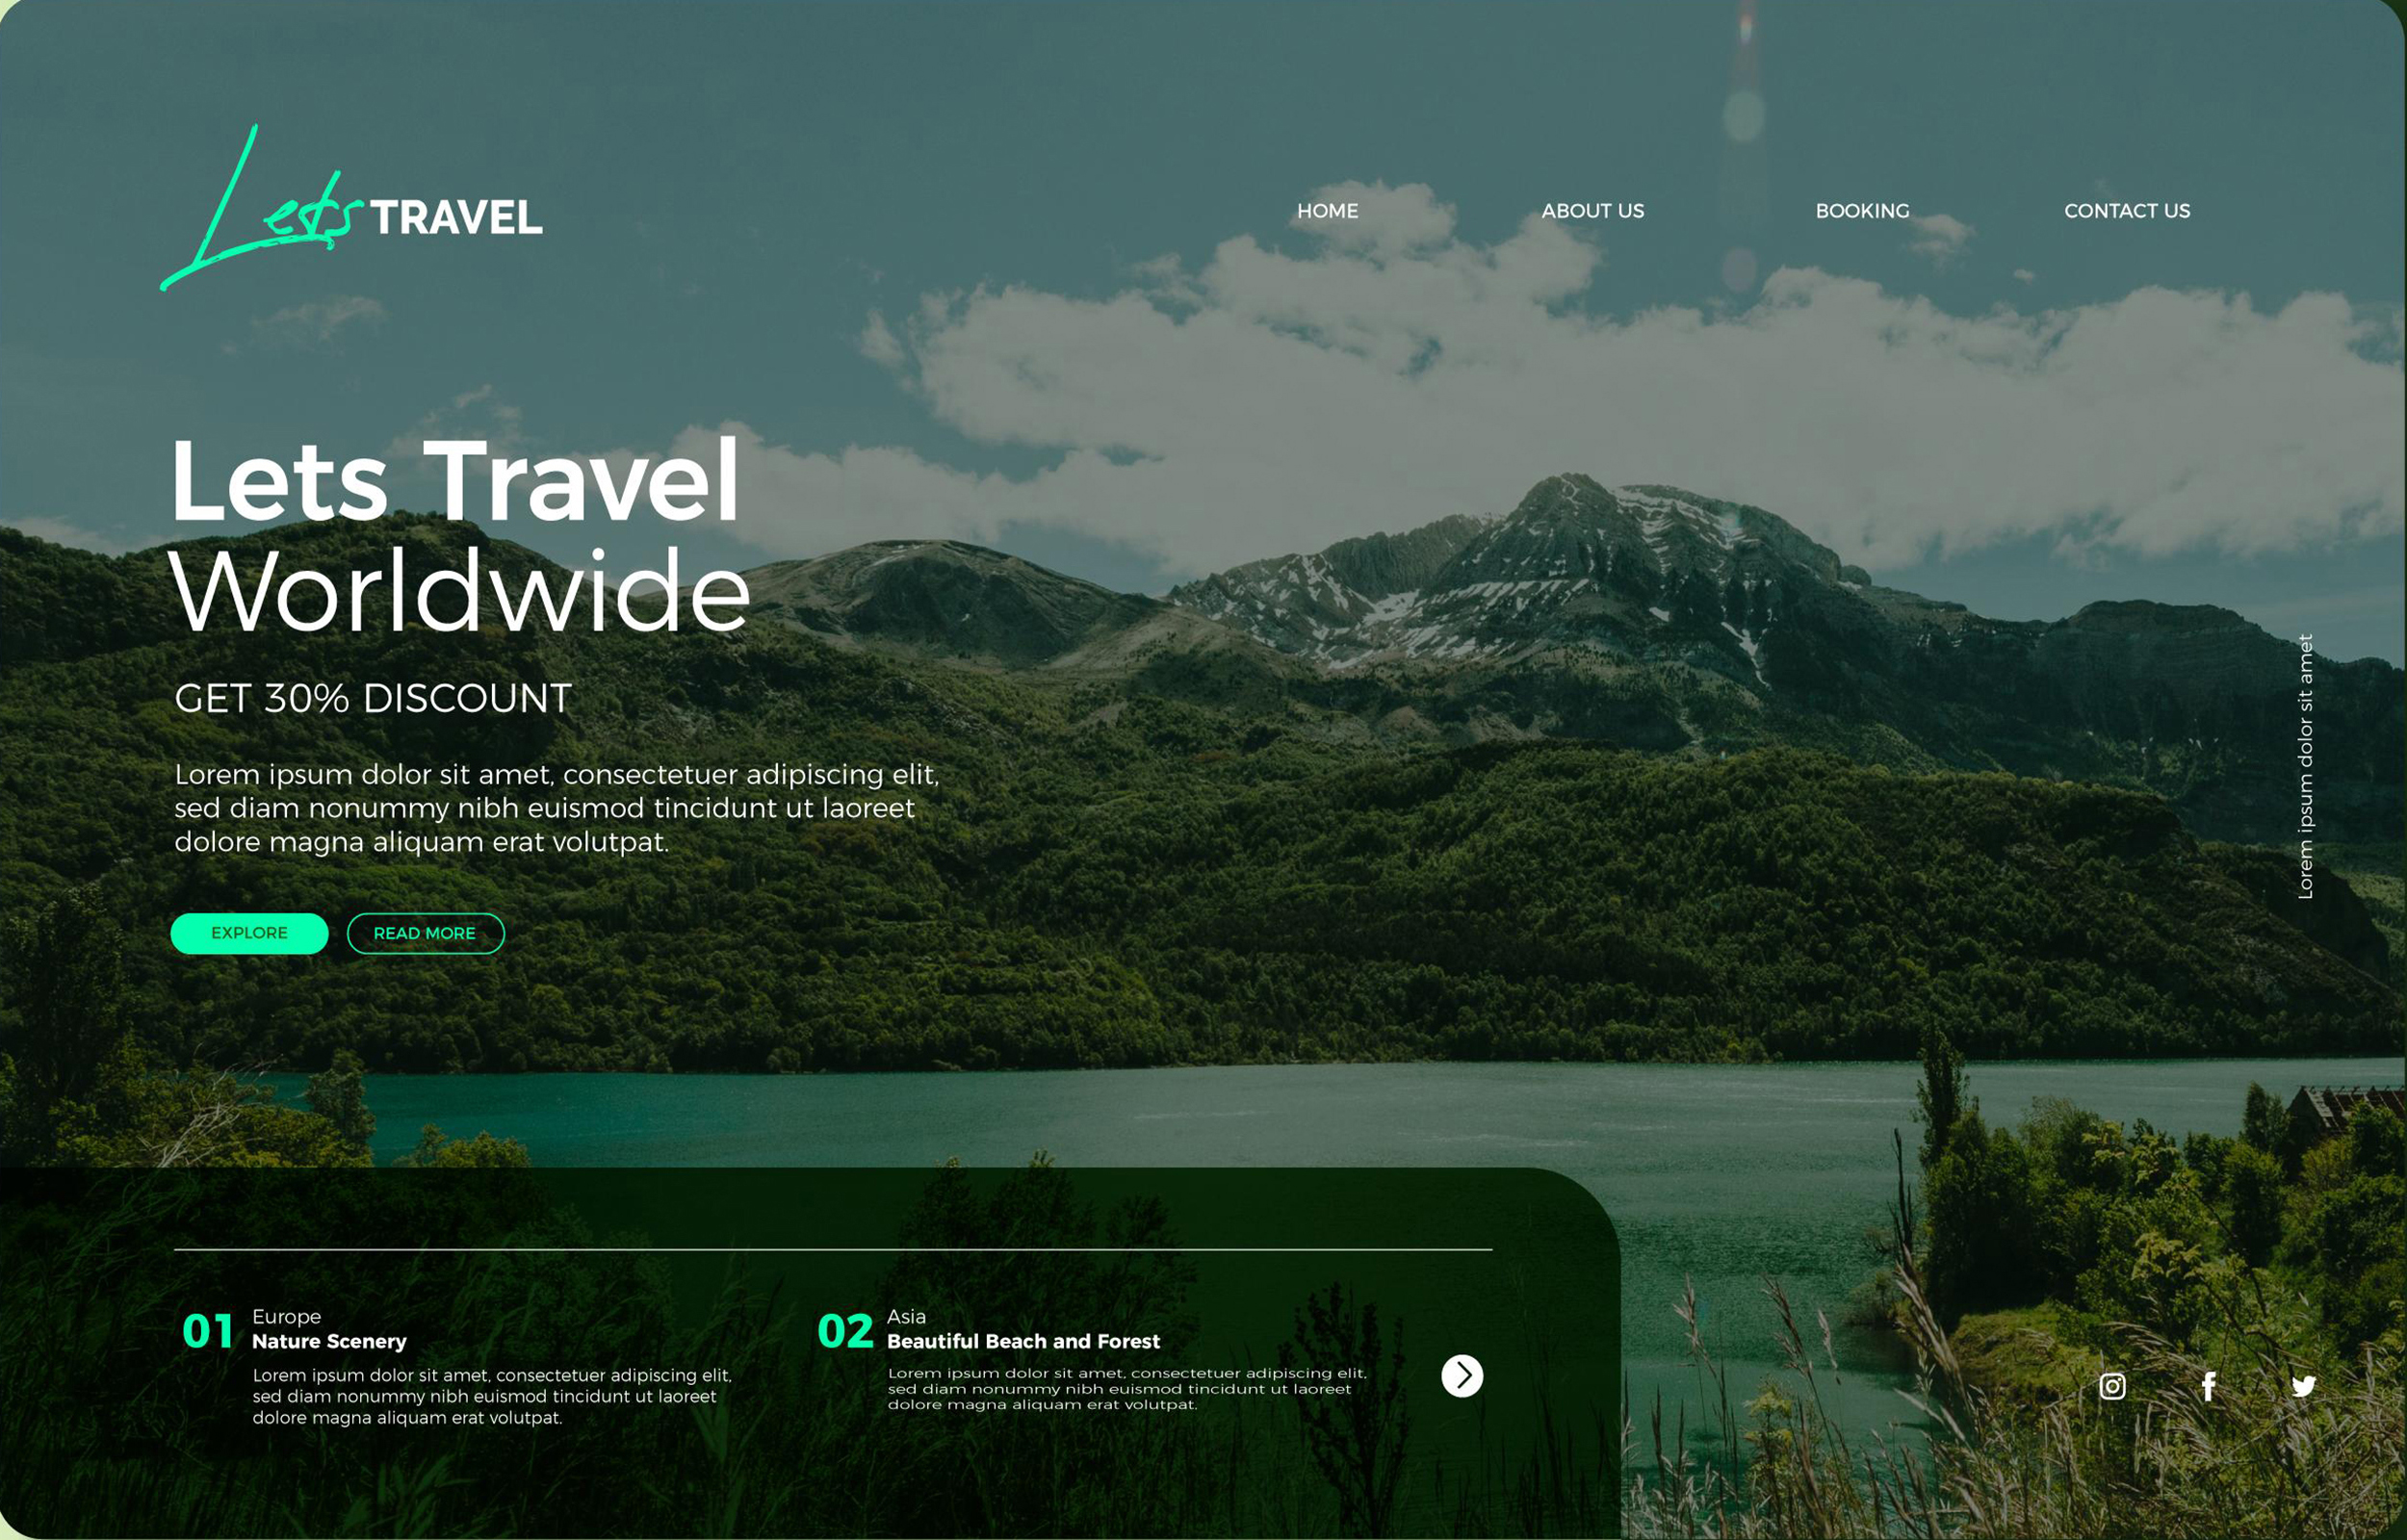 Lets TRAVEL
HOME
ABOUT US
BOOKING
CONTACT US
Lets Travel
Worldwide
GET 30% DISCOUNT
Lorem ipsum dolor sit amet, consectetuer adipiscing elit,
sed diam nonummy nibh euismod tincidunt ut laoreet
dolore magna aliquam erat volutpat.
EXPLORE
READ MORE
Lorem ipsum dolor sit amet
01
Europe
Nature Scenery
Lorem ipsum dolor sit amet, consectetuer adipiscing elit,
sed diam nonummy nibh euismod tincidunt ut laoreet
dolore magna aliquam erat volutpat.
02
Asia
Beautiful Beach and Forest
Lorem ipsum dolor sit amet, consectetuer adipiscing elit,
sed diam nonummy nibh euismod tincidunt ut laoreet
dolore magna aliquam erat volutpat.